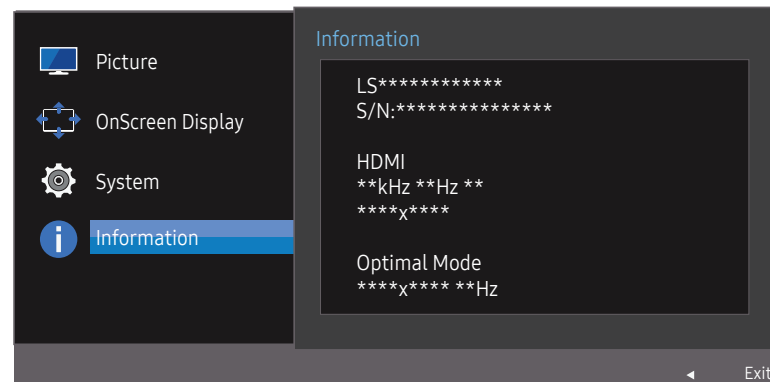 Picture
OnScreen Display
System
Information
Information
LS************
S/N:***************
HDMI
**kHz **Hz **
****x****
Optimal Mode
****x**** **Hz
Exit